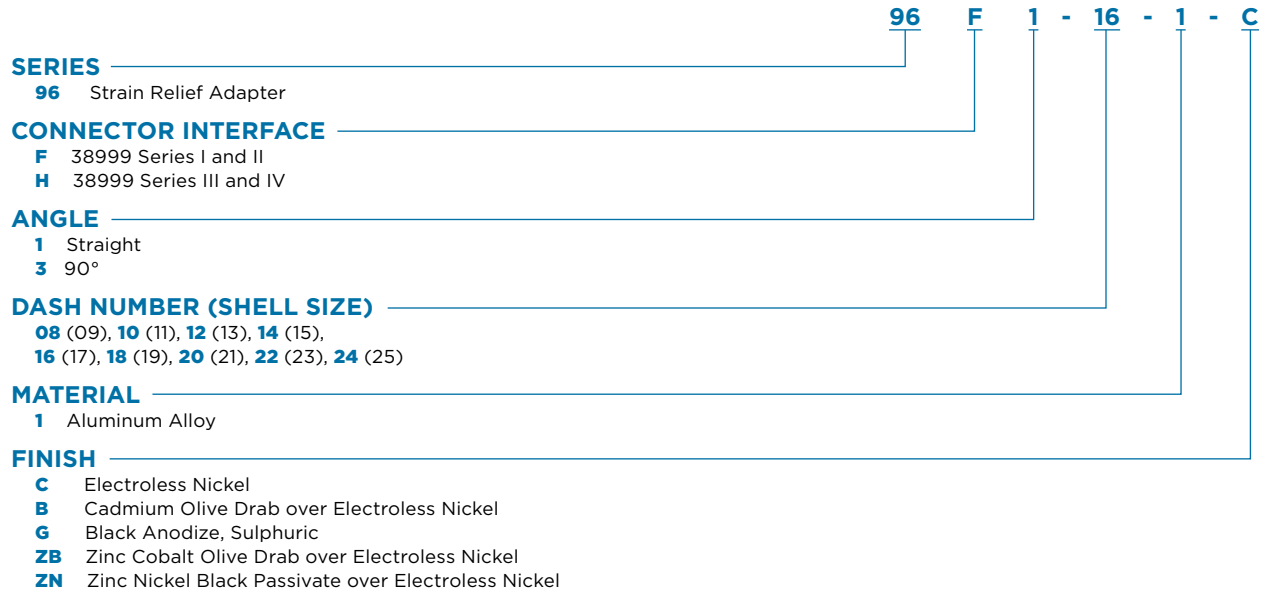 96 F 1 - 16 - 1 - C
SERIES
96 Strain Relief Adapter
CONNECTOR INTERFACE
F 38999 Series I and II
H 38999 Series III and IV
ANGLE
1 Straight
3 90°
DASH NUMBER (SHELL SIZE)
08 (09), 10 (11), 12 (13), 14 (15),
16 (17), 18 (19), 20 (21), 22 (23), 24 (25)
MATERIAL
1 Aluminum Alloy
FINISH
C Electroless Nickel
B Cadmium Olive Drab over Electroless Nickel
G Black Anodize, Sulphuric
ZB Zinc Cobalt Olive Drab over Electroless Nickel
ZN Zinc Nickel Black Passivate over Electroless Nickel